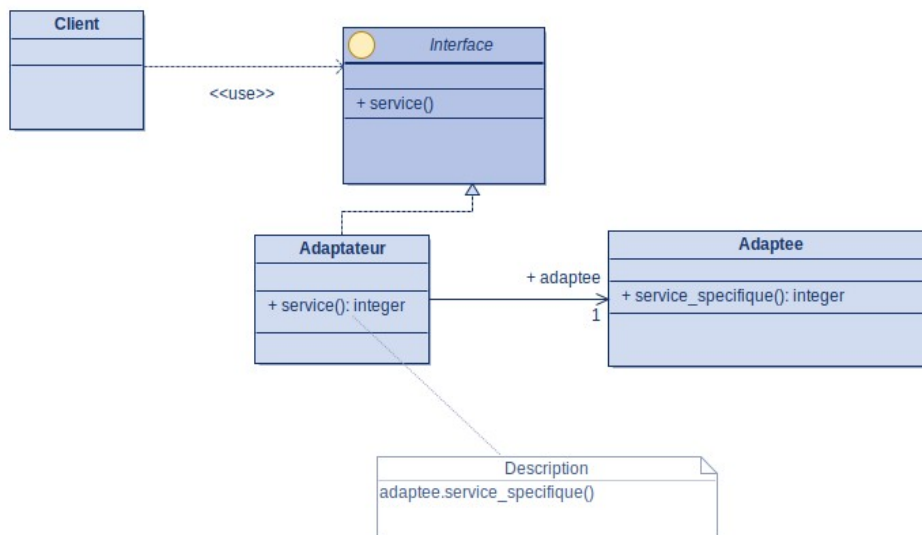 Client
Interface
<<use>>
+ service()
Adaptateur
Adaptee
+ adaptee
+ service(): integer
+ service_specifique(): integer
1
Description
adaptee.service_specifique()